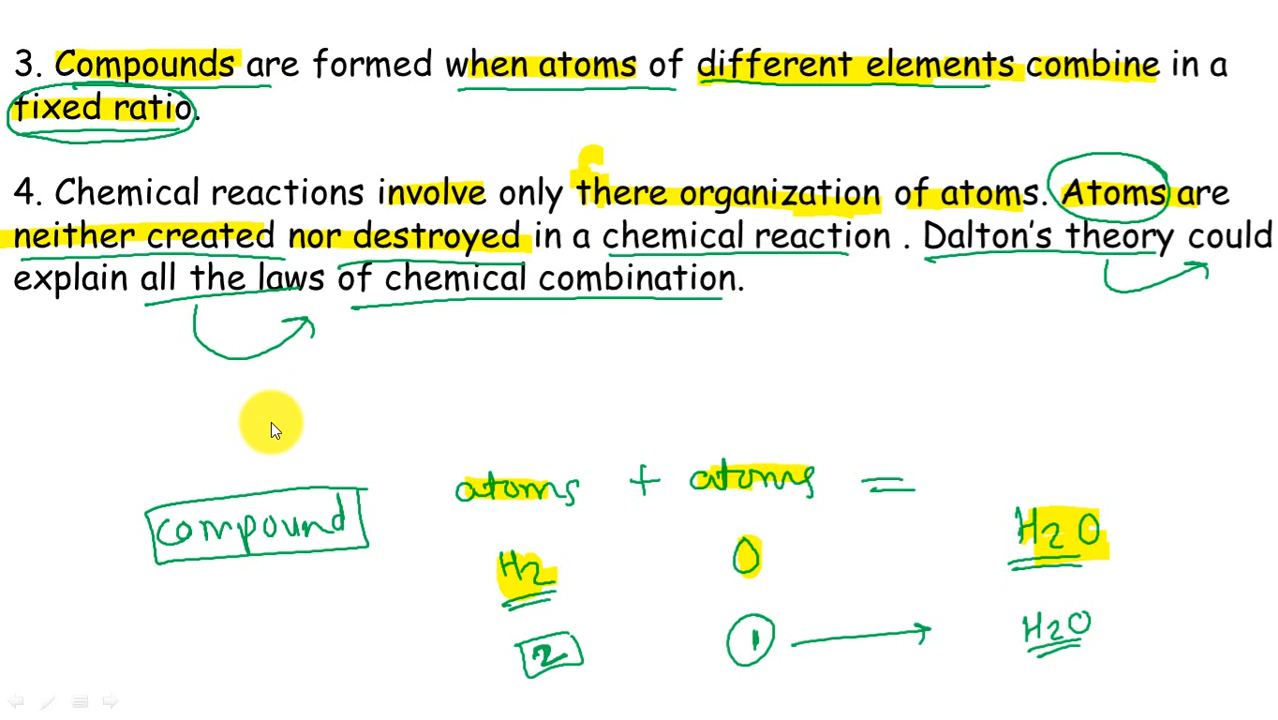 3. Compounds are formed when atoms of different elements combine in a
fixed ratio.
4. Chemical reactions involve only there organization of atoms. Atoms are
neither created nor destroyed in a chemical reaction . Dalton's theory could
explain all the laws of chemical combination.
atoms + atoms =
compound
H2 O H2O
2 1 H2O